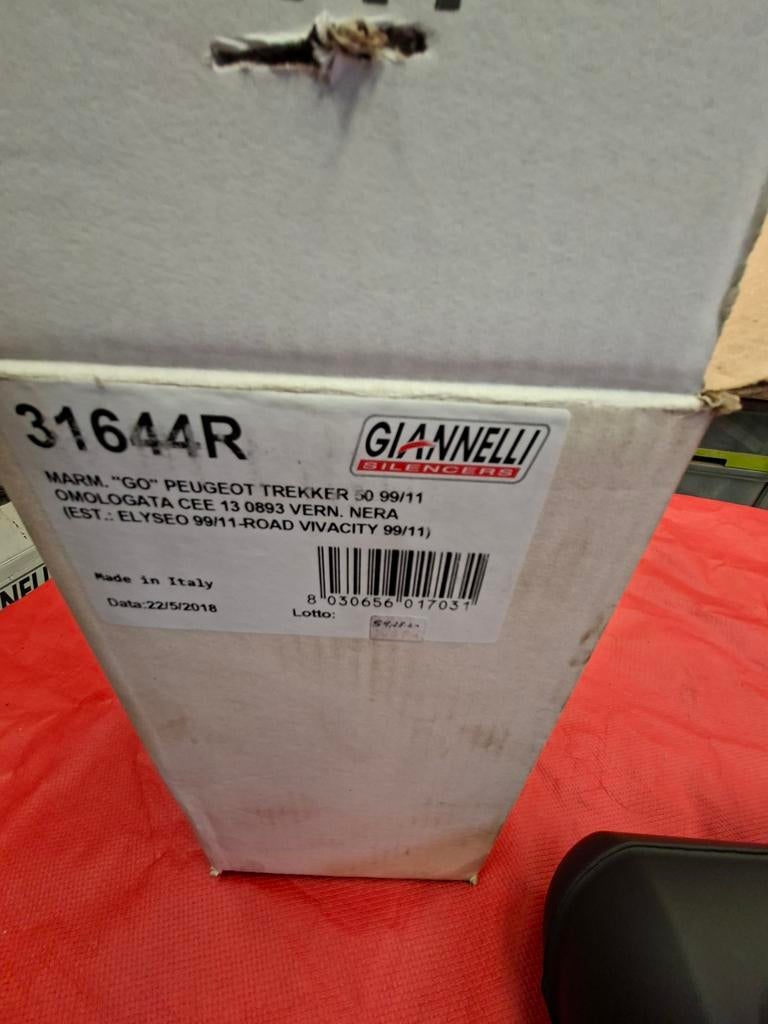 31644R
GIANNELLI
SILENCERS
MARM. "GO" PEUGEOT TREKKER 50 99/11
OMOLOGATA CEE 13 0893 VERN. NERA
(EST.: ELYSEO 99/11-ROAD VIVACITY 99/11)
Made in Italy
Data:22/5/2018
8 030656 017031
Lotto:
NELL